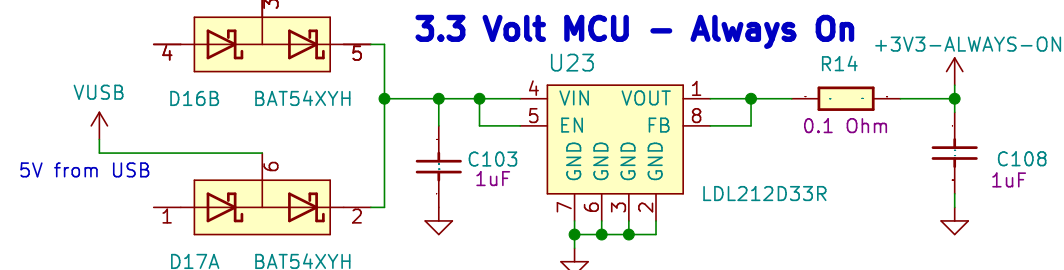 3
3.3 Volt MCU – Always On
4
5
U23
R14
+3V3-ALWAYS-ON
VUSB
D16B
BAT54XYH
4
VIN
VOUT
1
5
EN
FB
8
0.1 Ohm
5V from USB
6
C103
1uF
GND
GND
GND
GND
C108
1uF
LDL212D33R
1
2
7
6
3
2
D17A
BAT54XYH